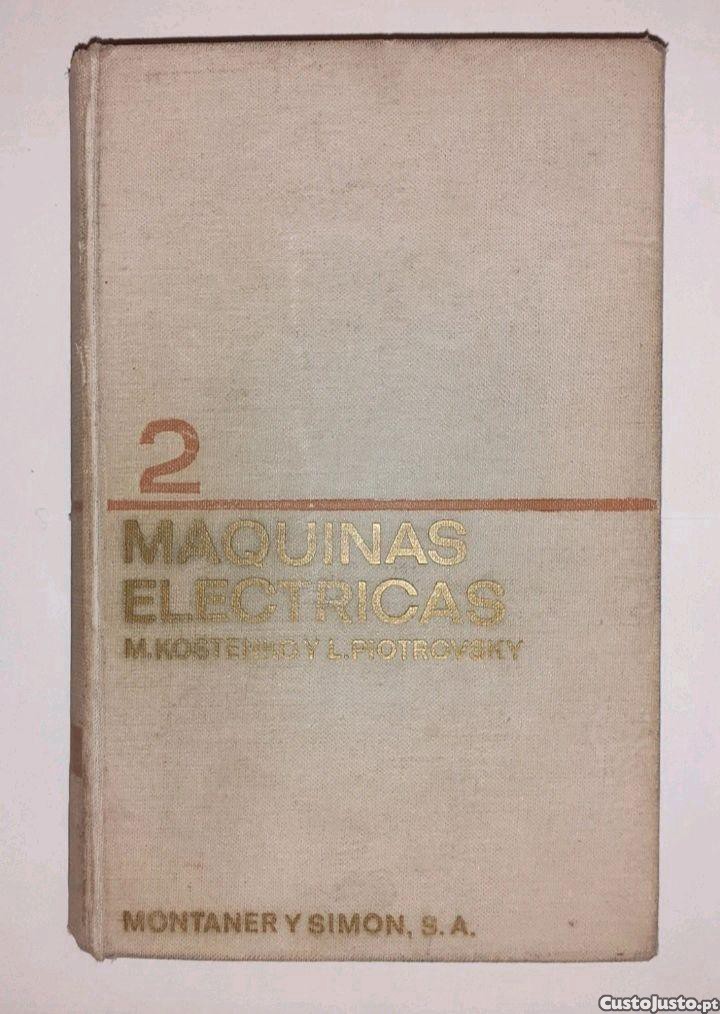 2
MAQUINAS
ELECTRICAS
M. KOSTENKO Y L. PIOTROVSKY
MONTANER Y SIMON, S. A.
CustoJusto.pt